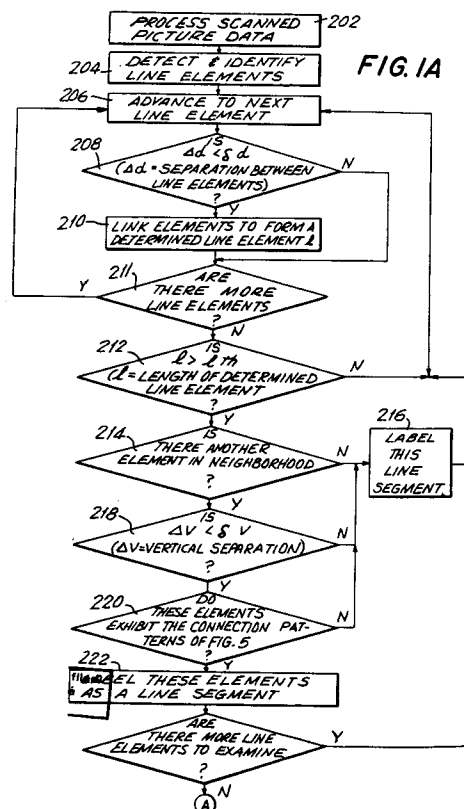 PROCESS SCANNED
PICTURE DATA
202
FIG. 1A
204
DETECT & IDENTIFY
LINE ELEMENTS
206
ADVANCE TO NEXT
LINE ELEMENT
208
IS
Δd < δ d
(Δd = SEPARATION BETWEEN
LINE ELEMENTS)
?
N
Y
210
LINK ELEMENTS TO FORM A
DETERMINED LINE ELEMENT ℓ
211
ARE
THERE MORE
LINE ELEMENTS
?
Y
N
212
IS
ℓ > ℓ th
(ℓ = LENGTH OF DETERMINED
LINE ELEMENT
?
N
Y
214
IS
THERE ANOTHER
ELEMENT IN NEIGHBORHOOD
?
N
Y
216
LABEL
THIS
LINE
SEGMENT
218
IS
ΔV < δ V
(ΔV = VERTICAL SEPARATION)
?
N
Y
220
DO
THESE ELEMENTS
EXHIBIT THE CONNECTION PAT-
TERNS OF FIG. 5
?
N
Y
222
EL THESE ELEMENTS
AS A LINE SEGMENT
ARE
THERE MORE LINE
ELEMENTS TO EXAMINE
?
Y
N
A